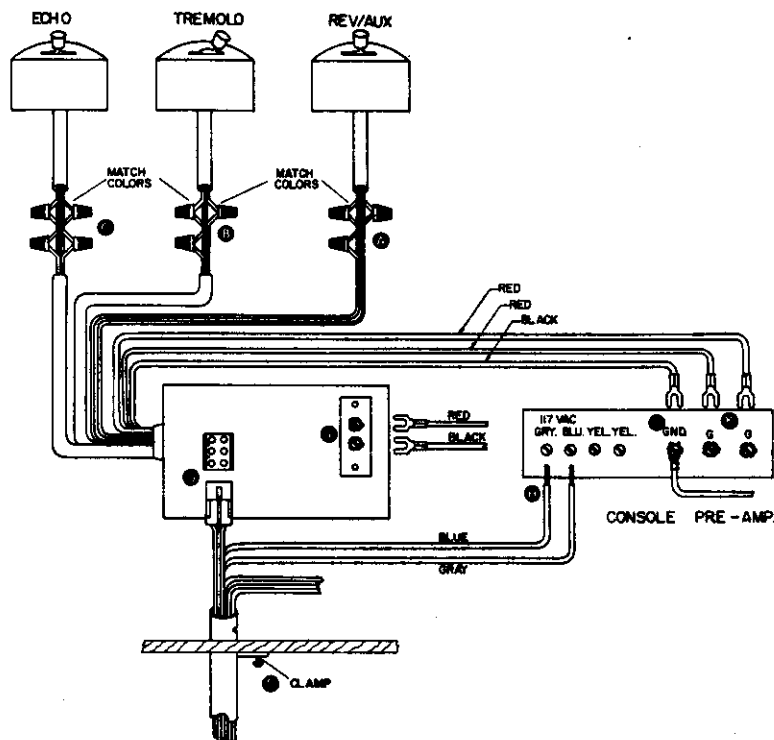 ECHO
TREMOLO
REV/AUX
MATCH
COLORS
MATCH
COLORS
B
A
RED
RED
BLACK
RED
BLACK
117 VAC
GRY. BLU. YEL. YEL.
GND
G
G
CONSOLE PRE-AMP.
BLUE
GRAY
CLAMP